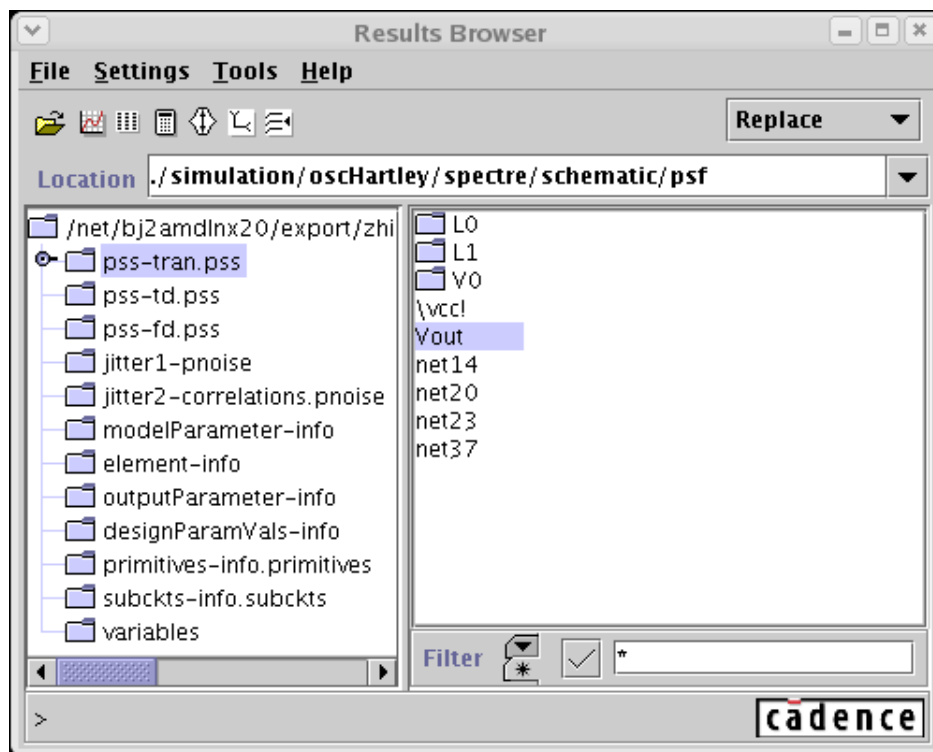 Results Browser
File Settings Tools Help
Replace
Location ./simulation/oscHartley/spectre/schematic/psf
/net/bj2amdlnx20/export/zhi
pss-tran.pss
pss-td.pss
pss-fd.pss
jitter1-pnoise
jitter2-correlations.pnoise
modelParameter-info
element-info
outputParameter-info
designParamVals-info
primitives-info.primitives
subckts-info.subckts
variables
L0
L1
V0
\vcc!
Vout
net14
net20
net23
net37
Filter *
>
cādence